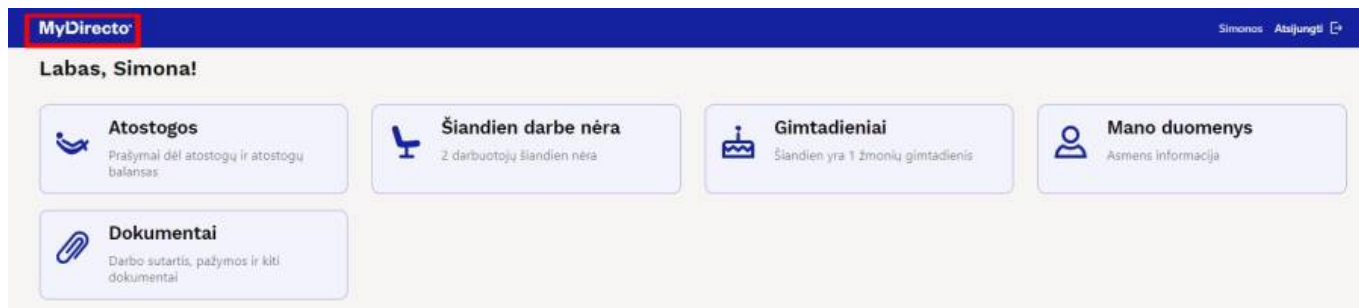 MyDirecto
Simonos Atsijungti
Labas, Simona!
Atostogos
Prašymai dėl atostogų ir atostogų
balansas
Šiandien darbe nėra
2 darbuotojų šiandien nėra
Gimtadieniai
Šiandien yra 1 žmonių gimtadienis
Mano duomenys
Asmens informacija
Dokumentai
Darbo sutartis, pažymos ir kiti
dokumentai